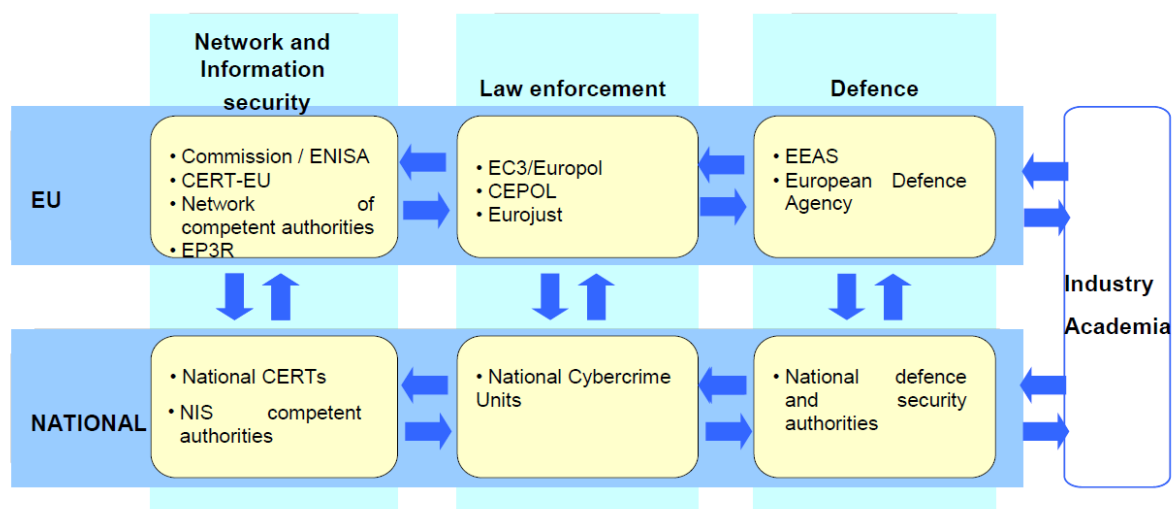 Network and
Information
security
Law enforcement
Defence
EU
• Commission / ENISA
• CERT-EU
• Network of
competent authorities
• EP3R
• EC3/Europol
• CEPOL
• Eurojust
• EEAS
• European Defence
Agency
Industry
Academia
NATIONAL
• National CERTs
• NIS competent
authorities
• National Cybercrime
Units
• National defence
and security
authorities